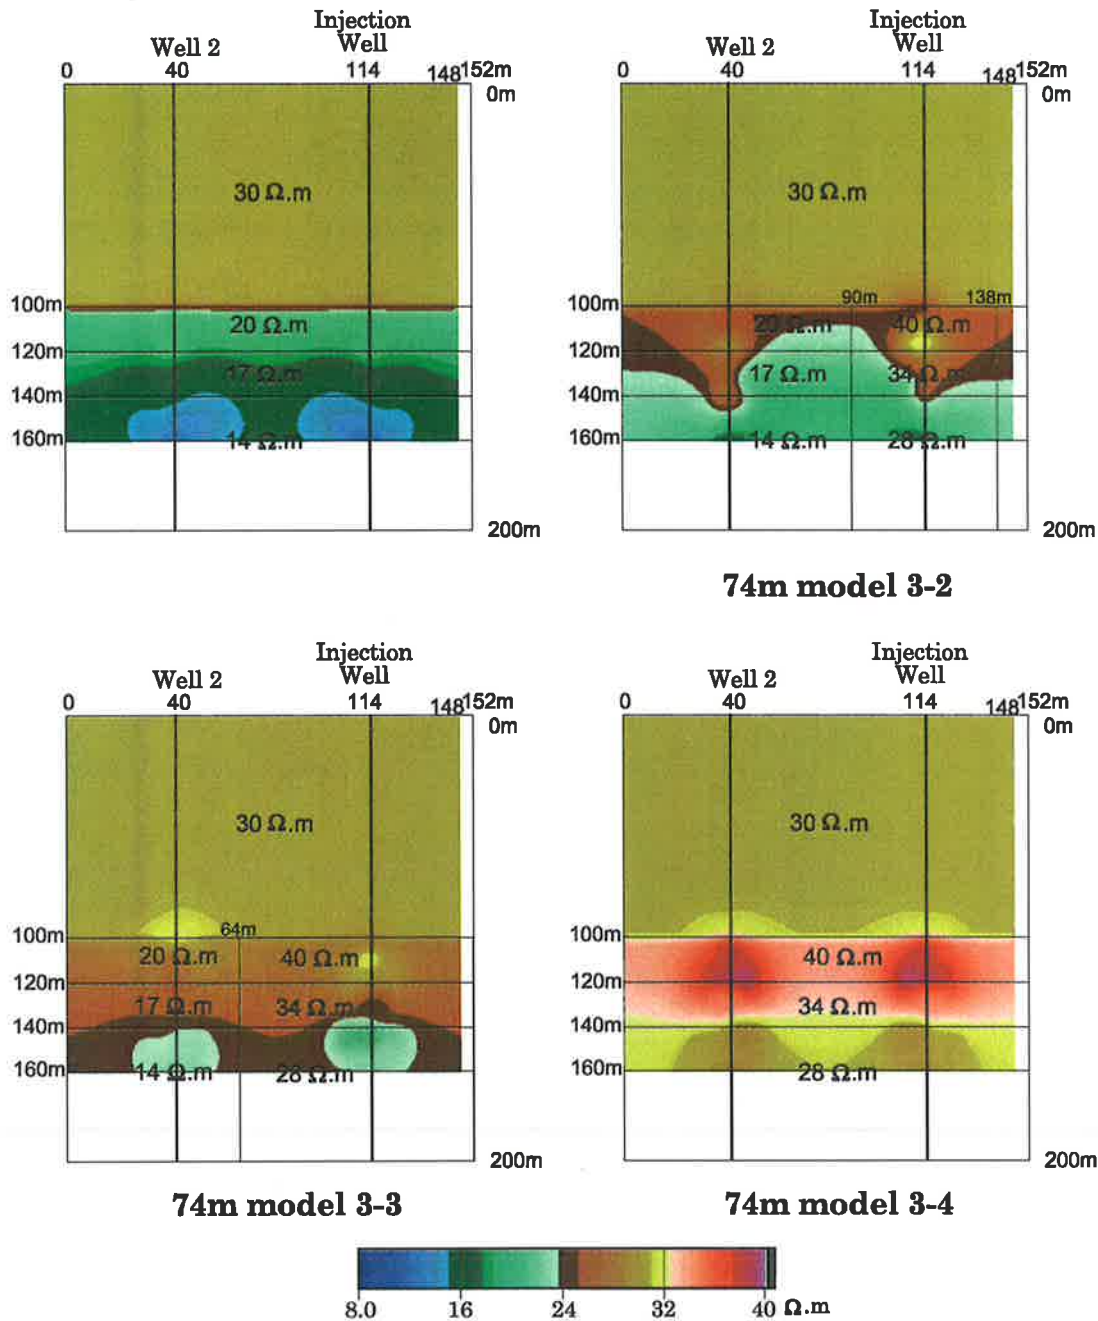 Injection
Well 2 Well
0 40 114 148 152m
0m
30 Ω.m
100m
20 Ω.m
120m
17 Ω.m
140m
160m
14 Ω.m
200m
Injection
Well 2 Well
0 40 114 148 152m
0m
30 Ω.m
100m 90m 138m
20 Ω.m 40 Ω.m
120m
17 Ω.m 34 Ω.m
140m
160m
14 Ω.m 28 Ω.m
200m
74m model 3-2
Injection
Well 2 Well
0 40 114 148 152m
0m
30 Ω.m
100m 64m
20 Ω.m 40 Ω.m
120m
17 Ω.m 34 Ω.m
140m
160m
14 Ω.m 28 Ω.m
200m
74m model 3-3
Injection
Well 2 Well
0 40 114 148 152m
0m
30 Ω.m
100m
40 Ω.m
120m
34 Ω.m
140m
160m
28 Ω.m
200m
74m model 3-4
8.0 16 24 32 40 Ω.m